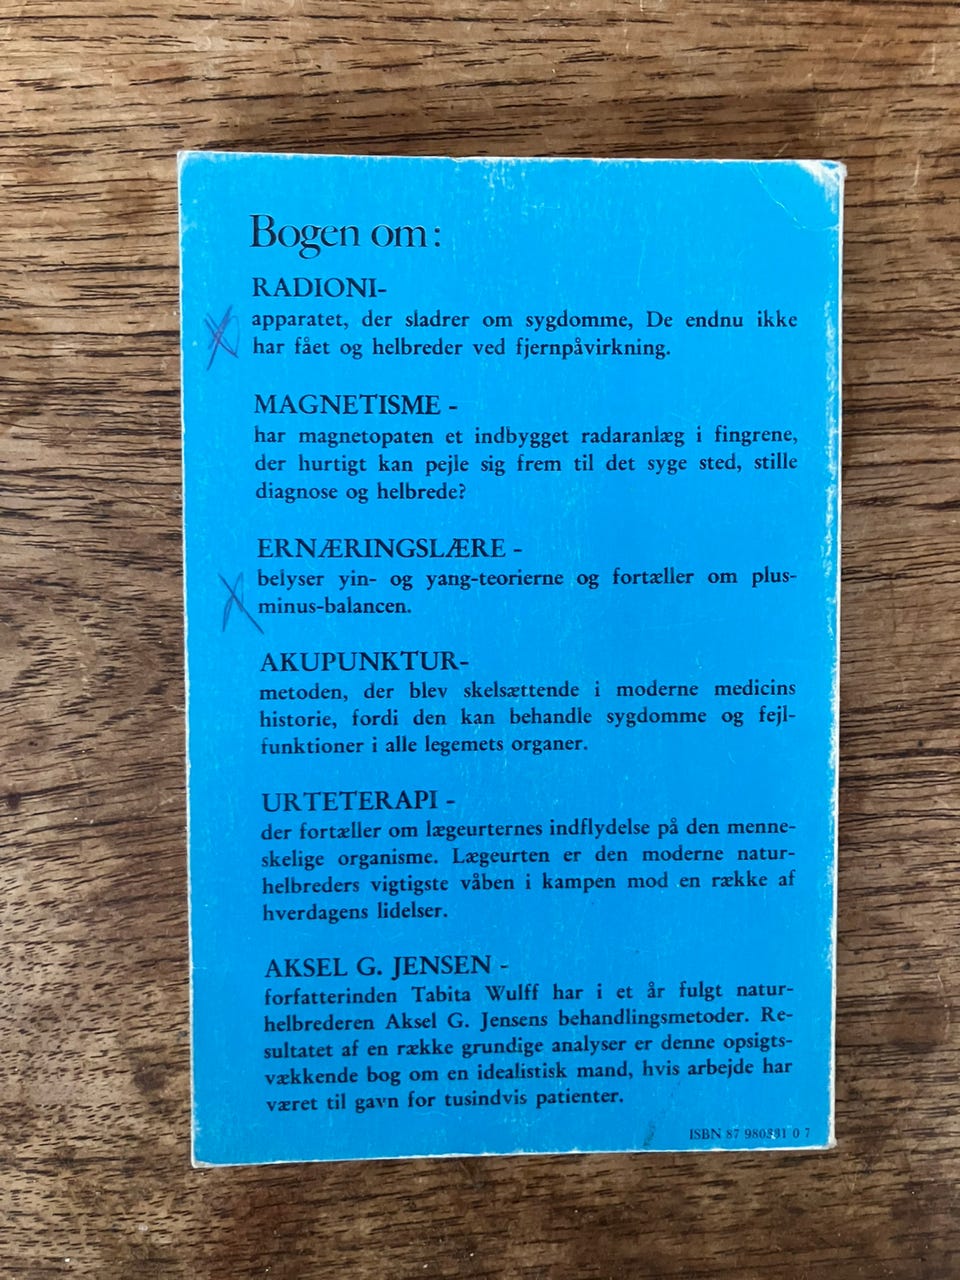 Bogen om:
RADIONI-
apparatet, der sladrer om sygdomme, De endnu ikke
har fået og helbreder ved fjernpåvirkning.
MAGNETISME -
har magnetopaten et indbygget radaranlæg i fingrene,
der hurtigt kan pejle sig frem til det syge sted, stille
diagnose og helbrede?
ERNÆRINGSLÆRE -
belyser yin- og yang-teorierne og fortæller om plus-
minus-balancen.
AKUPUNKTUR-
metoden, der blev skelsættende i moderne medicins
historie, fordi den kan behandle sygdomme og fejl-
funktioner i alle legemets organer.
URTETERAPI -
der fortæller om lægeurternes indflydelse på den menne-
skelige organisme. Lægeurten er den moderne natur-
helbreders vigtigste våben i kampen mod en række af
hverdagens lidelser.
AKSEL G. JENSEN -
forfatterinden Tabita Wulff har i et år fulgt natur-
helbrederen Aksel G. Jensens behandlingsmetoder. Re-
sultatet af en række grundige analyser er denne opsigts-
vækkende bog om en idealistisk mand, hvis arbejde har
været til gavn for tusindvis patienter.
ISBN 87 0 7